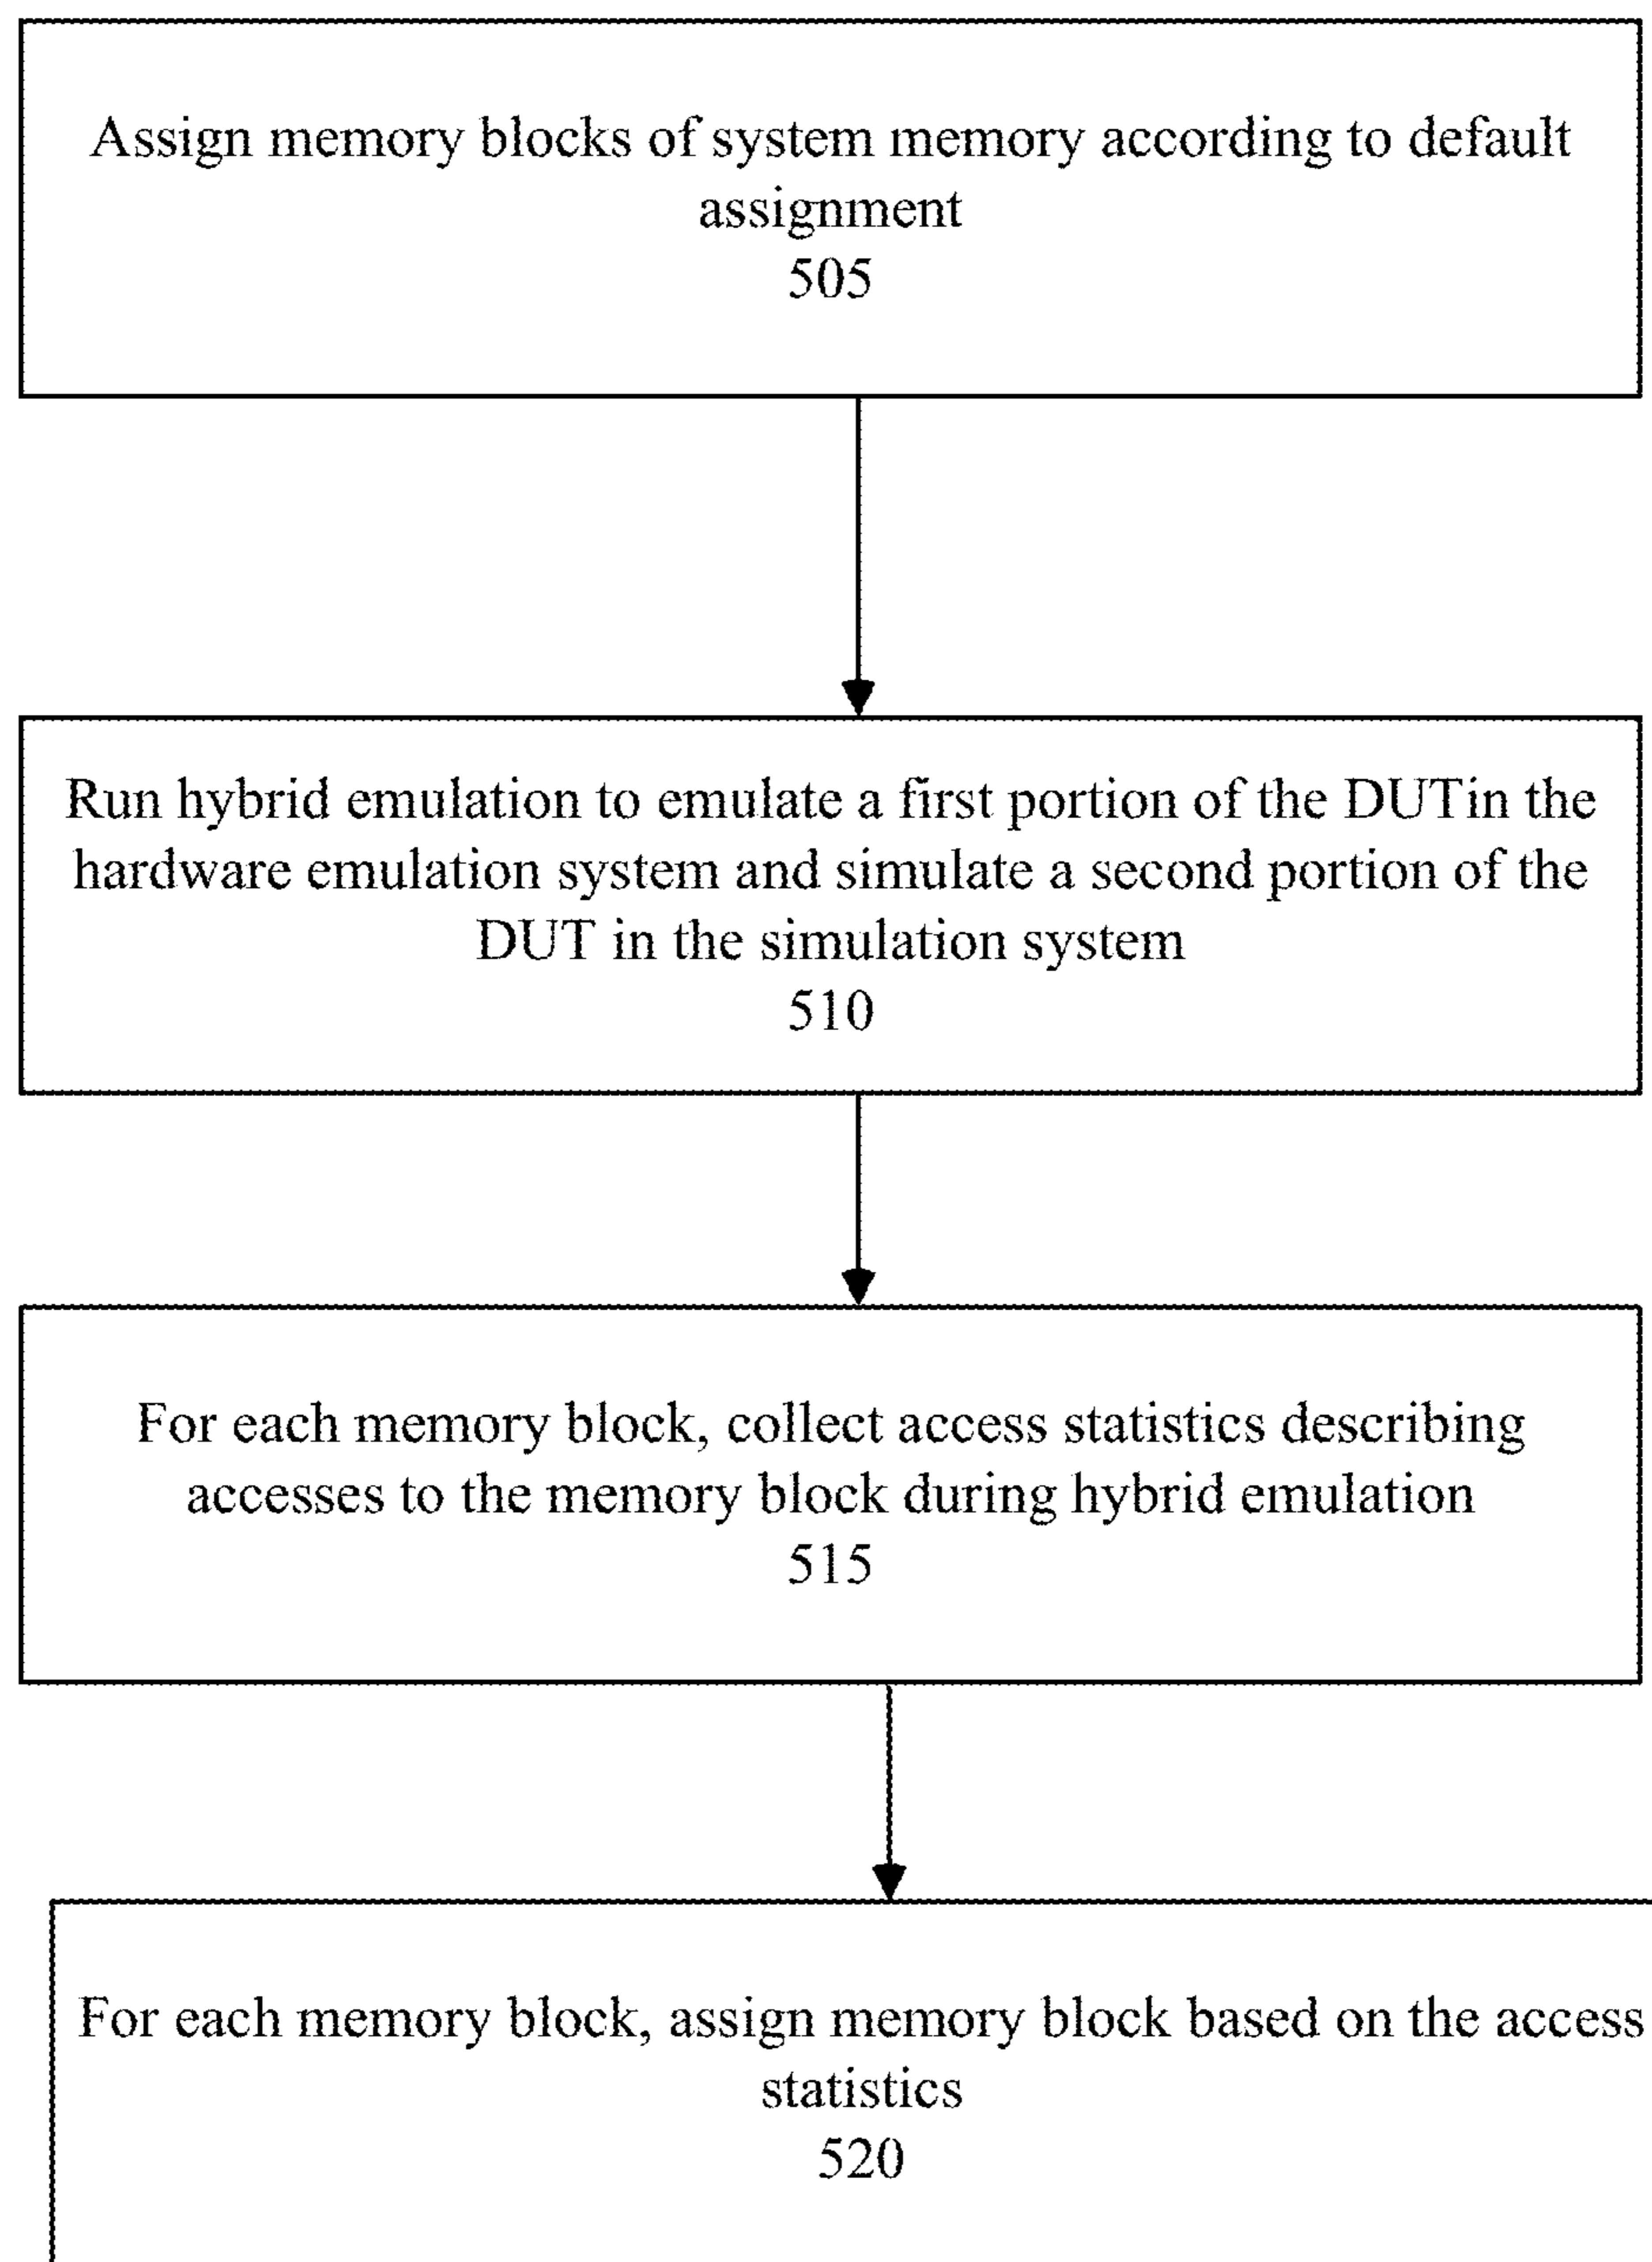 Assign memory blocks of system memory according to default
assignment
505
Run hybrid emulation to emulate a first portion of the DUTin the
hardware emulation system and simulate a second portion of the
DUT in the simulation system
510
For each memory block, collect access statistics describing
accesses to the memory block during hybrid emulation
515
For each memory block, assign memory block based on the access
statistics
520